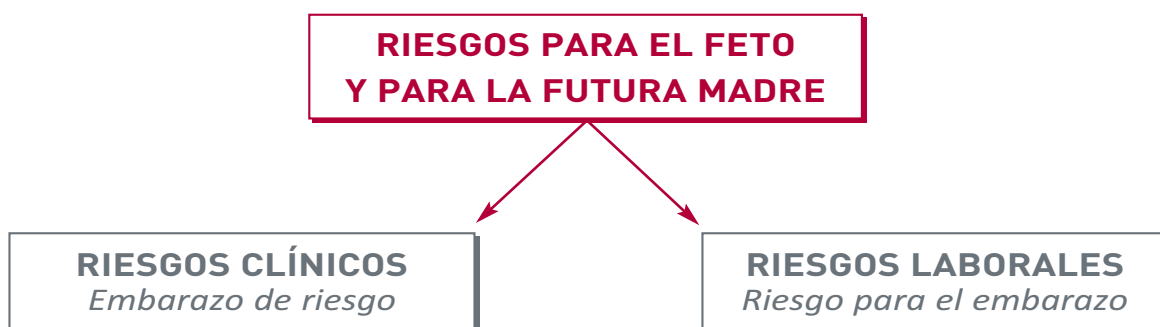 RIESGOS PARA EL FETO
Y PARA LA FUTURA MADRE
RIESGOS CLÍNICOS
Embarazo de riesgo
RIESGOS LABORALES
Riesgo para el embarazo